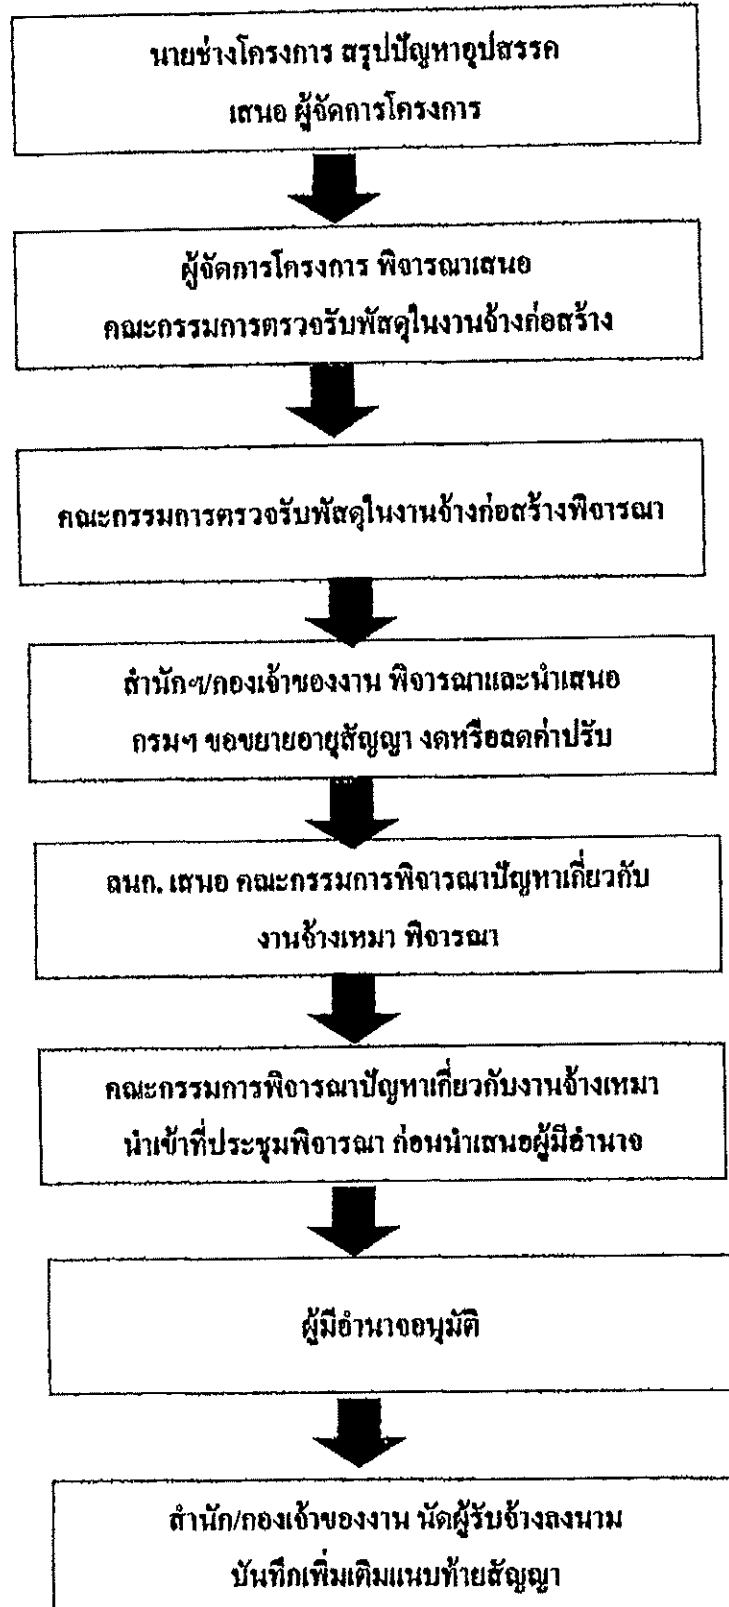 นายช่างโครงการ สรุปปัญหาอุปสรรค
เสนอ ผู้จัดการโครงการ
ผู้จัดการโครงการ พิจารณาเสนอ
คณะกรรมการตรวจรับพัสดุในงานจ้างก่อสร้าง
คณะกรรมการตรวจรับพัสดุในงานจ้างก่อสร้างพิจารณา
สำนักฯ/กองเจ้าของงาน พิจารณาและนำเสนอ
กรมฯ ขอขยายอายุสัญญา งดหรือลดค่าปรับ
ลนก. เสนอ คณะกรรมการพิจารณาปัญหาเกี่ยวกับ
งานจ้างเหมา พิจารณา
คณะกรรมการพิจารณาปัญหาเกี่ยวกับงานจ้างเหมา
นำเข้าที่ประชุมพิจารณา ก่อนนำเสนอผู้มีอำนาจ
ผู้มีอำนาจอนุมัติ
สำนัก/กองเจ้าของงาน นัดผู้รับจ้างลงนาม
บันทึกเพิ่มเติมแนบท้ายสัญญา